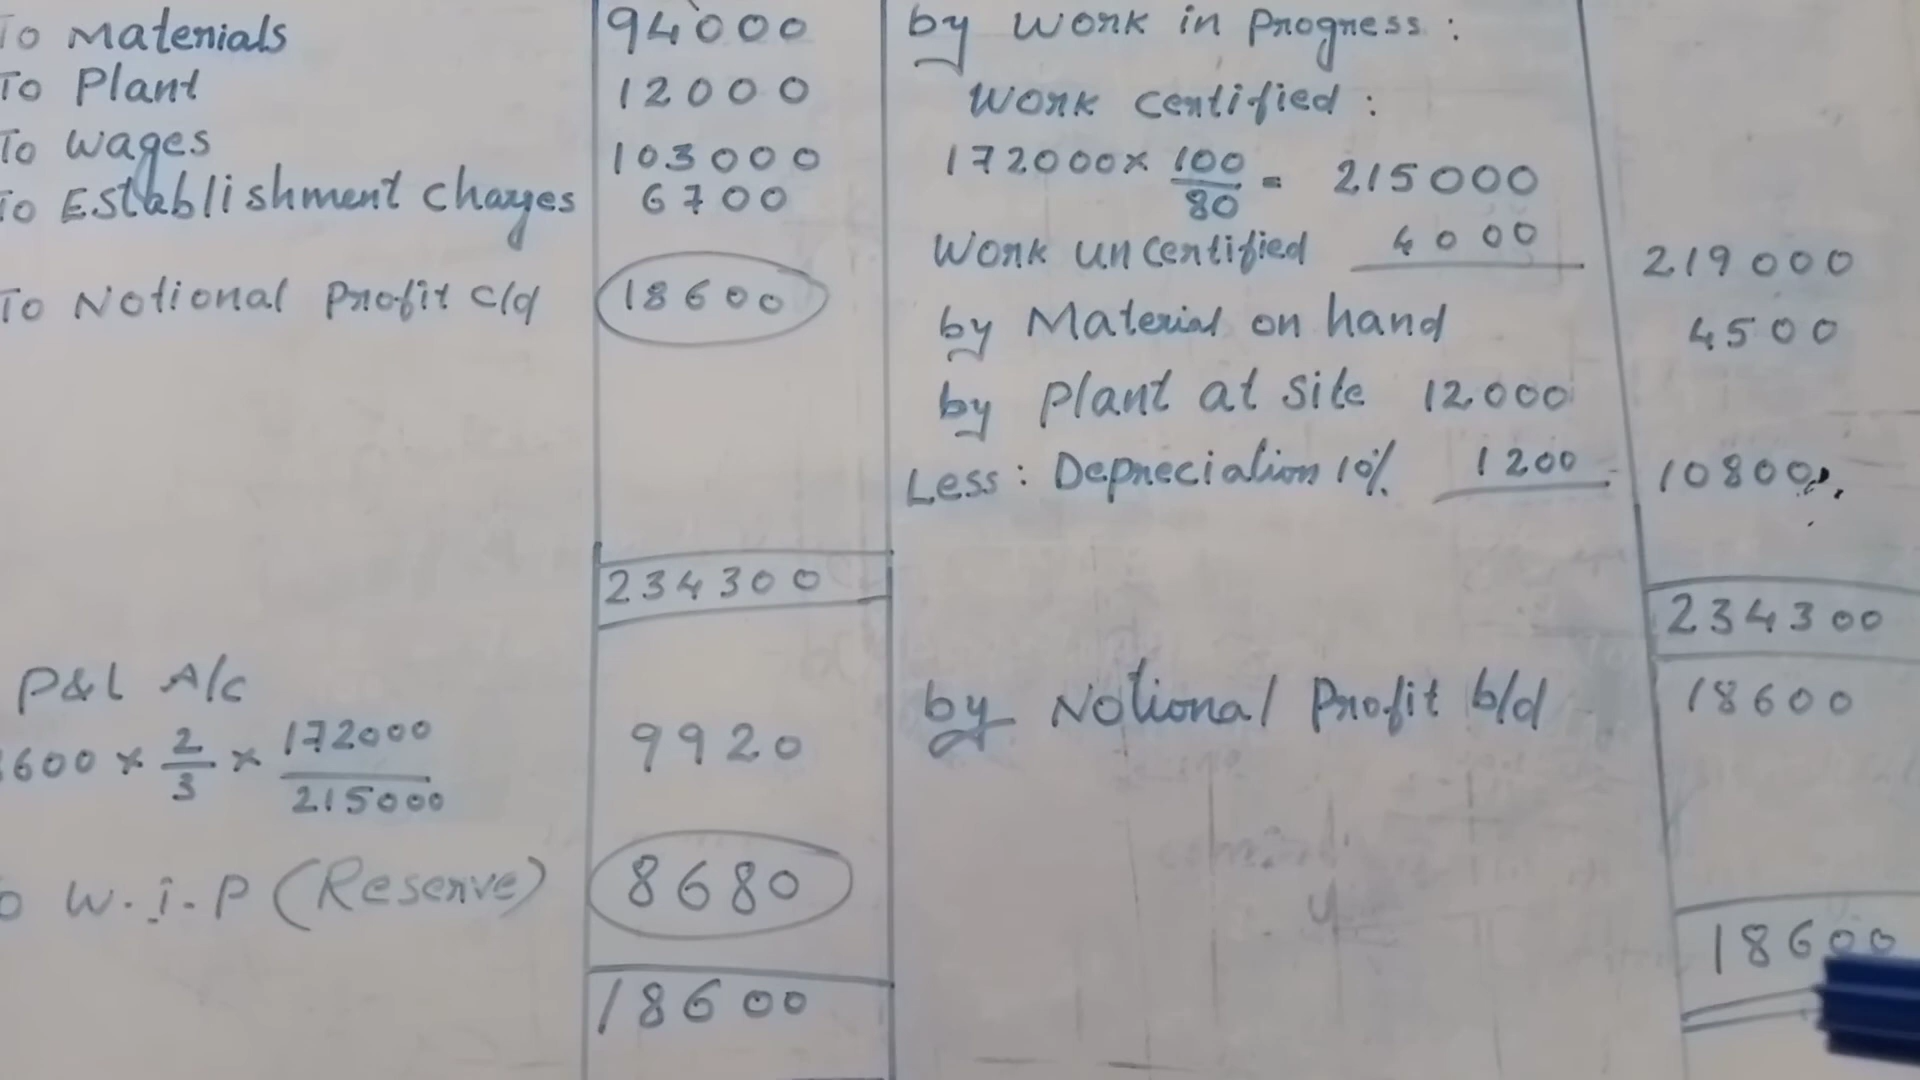 To Materials 94000 by work in progress :
To Plant 12000 work certified :
To wages 103000 172000 × 100/80 = 215000
To Establishment charges 6700
work uncertified 4000 219000
To Notional Profit c/d 18600
by Material on hand 4500
by plant at site 12000
Less : Depreciation 10% 1200 10800
234300 234300
P&L A/c
by Notional Profit b/d 18600
600 × 2/3 × 172000/215000 9920
W.I.P (Reserve) 8680
18600 18600